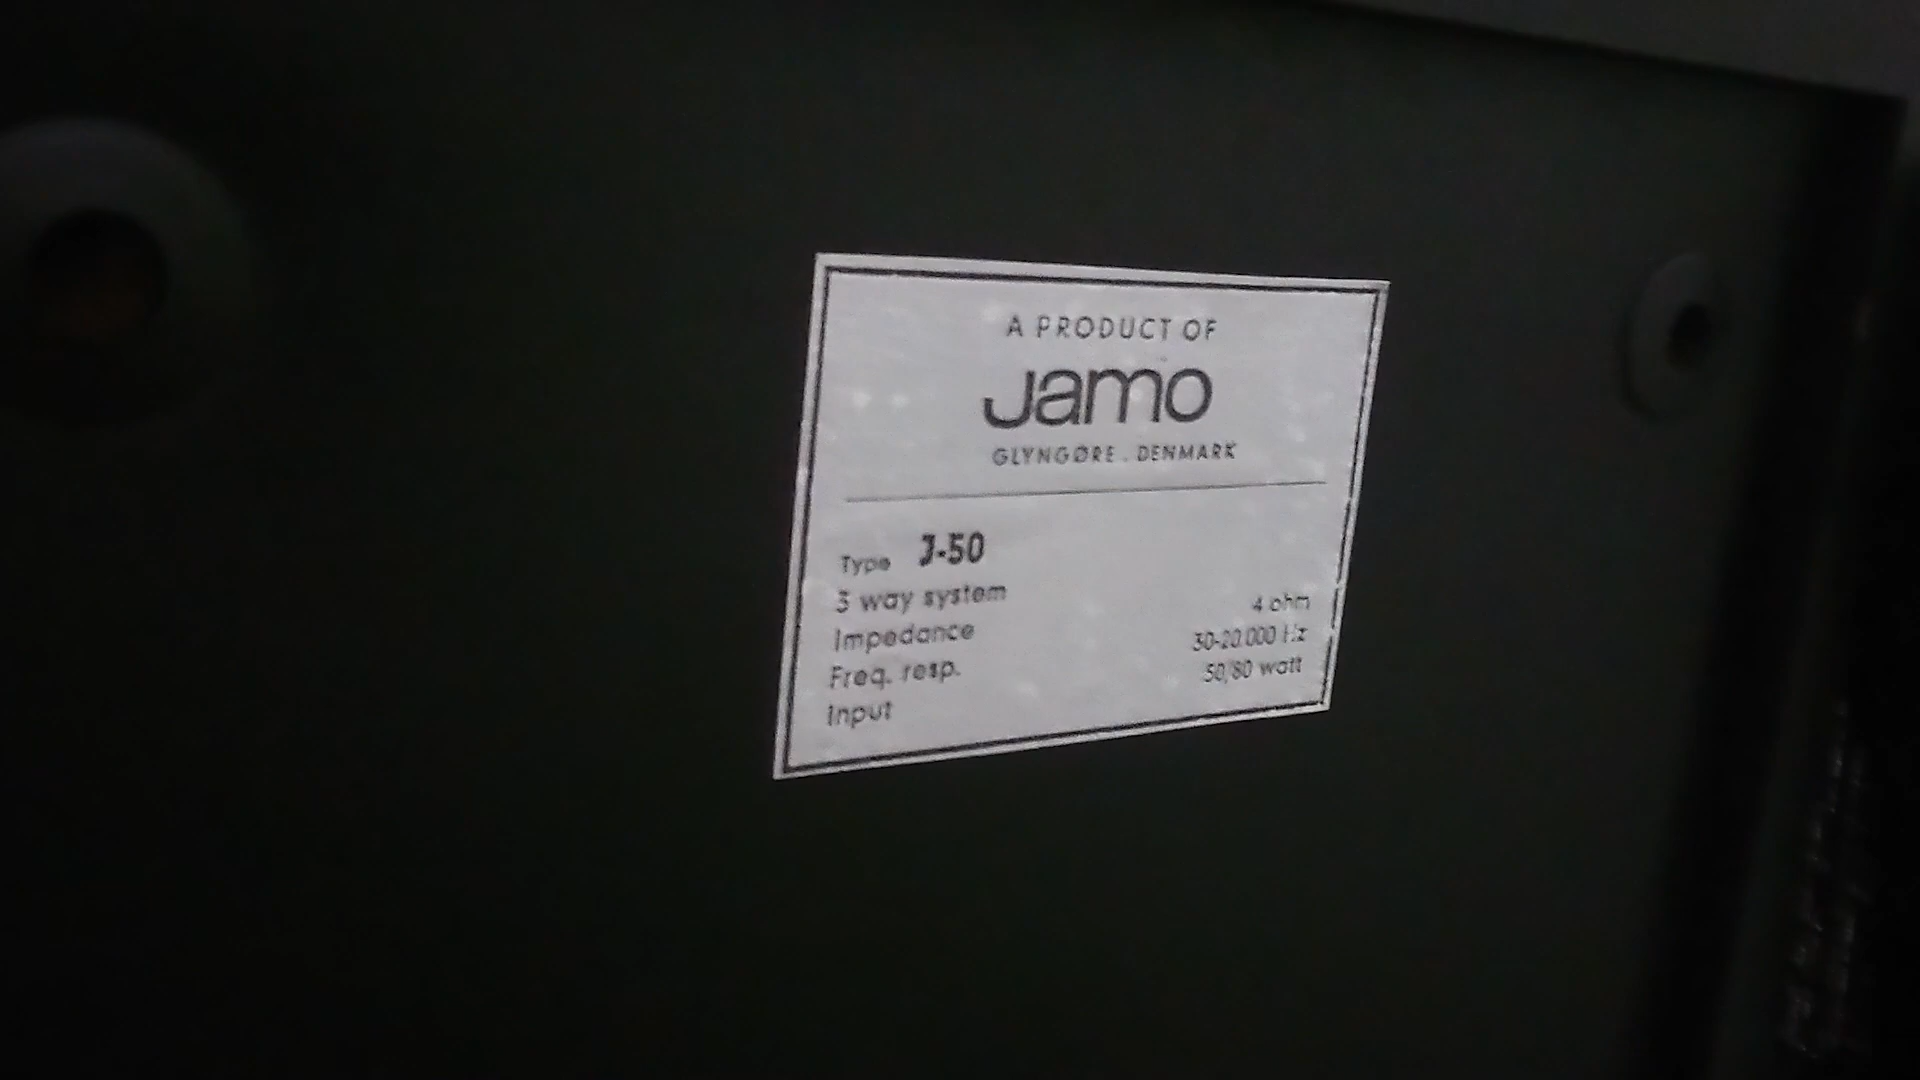 A PRODUCT OF
Jamo
GLYNGØRE . DENMARK
Type J-50
3 way system
Impedance 4 ohm
Freq. resp. 30-20.000 Hz
Input 50/80 watt